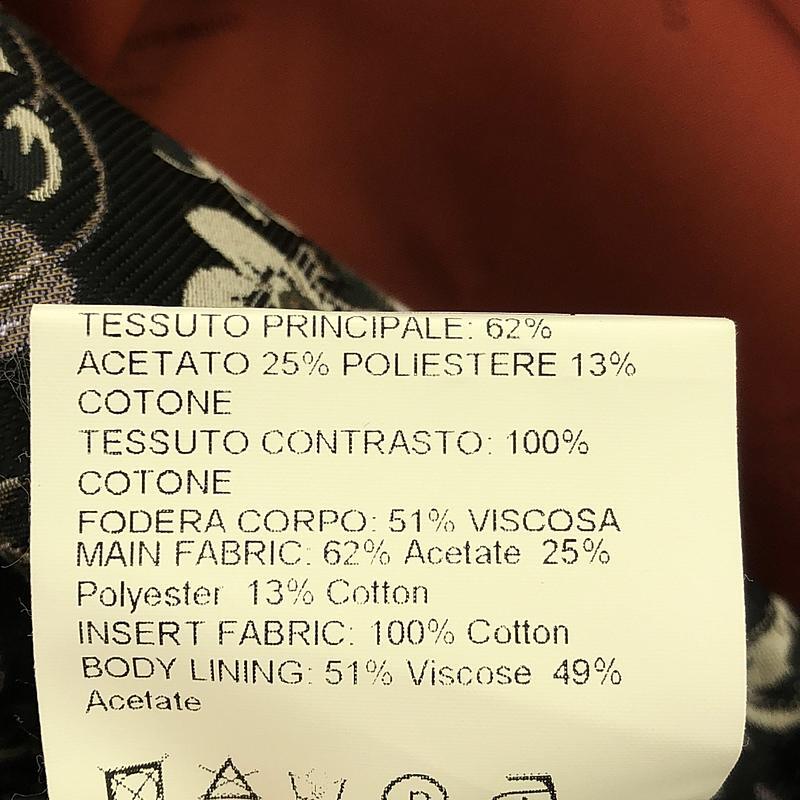 TESSUTO PRINCIPALE: 62%
ACETATO 25% POLIESTERE 13%
COTONE
TESSUTO CONTRASTO: 100%
COTONE
FODERA CORPO: 51% VISCOSA
MAIN FABRIC: 62% Acetate 25%
Polyester 13% Cotton
INSERT FABRIC: 100% Cotton
BODY LINING: 51% Viscose 49%
Acetate
P